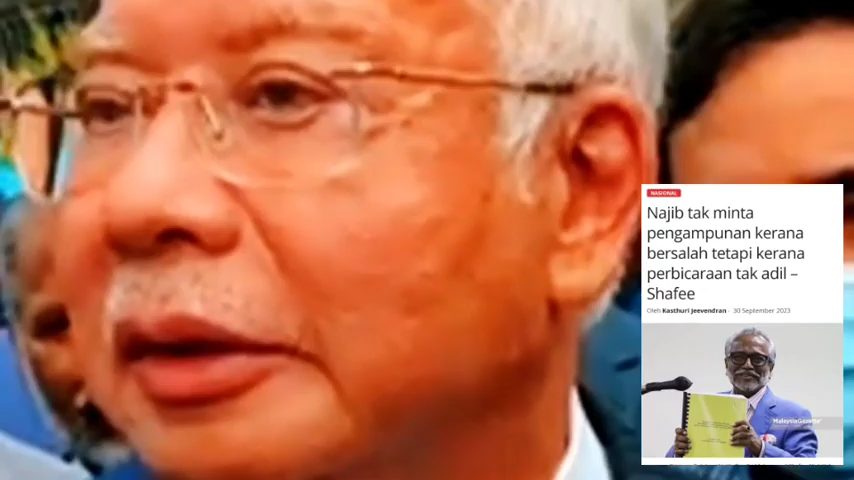 NASIONAL
Najib tak minta
pengampunan kerana
bersalah tetapi kerana
perbicaraan tak adil –
Shafee
Oleh Kasthuri Jeevendran - 30 September 2023
MalaysiaGazette